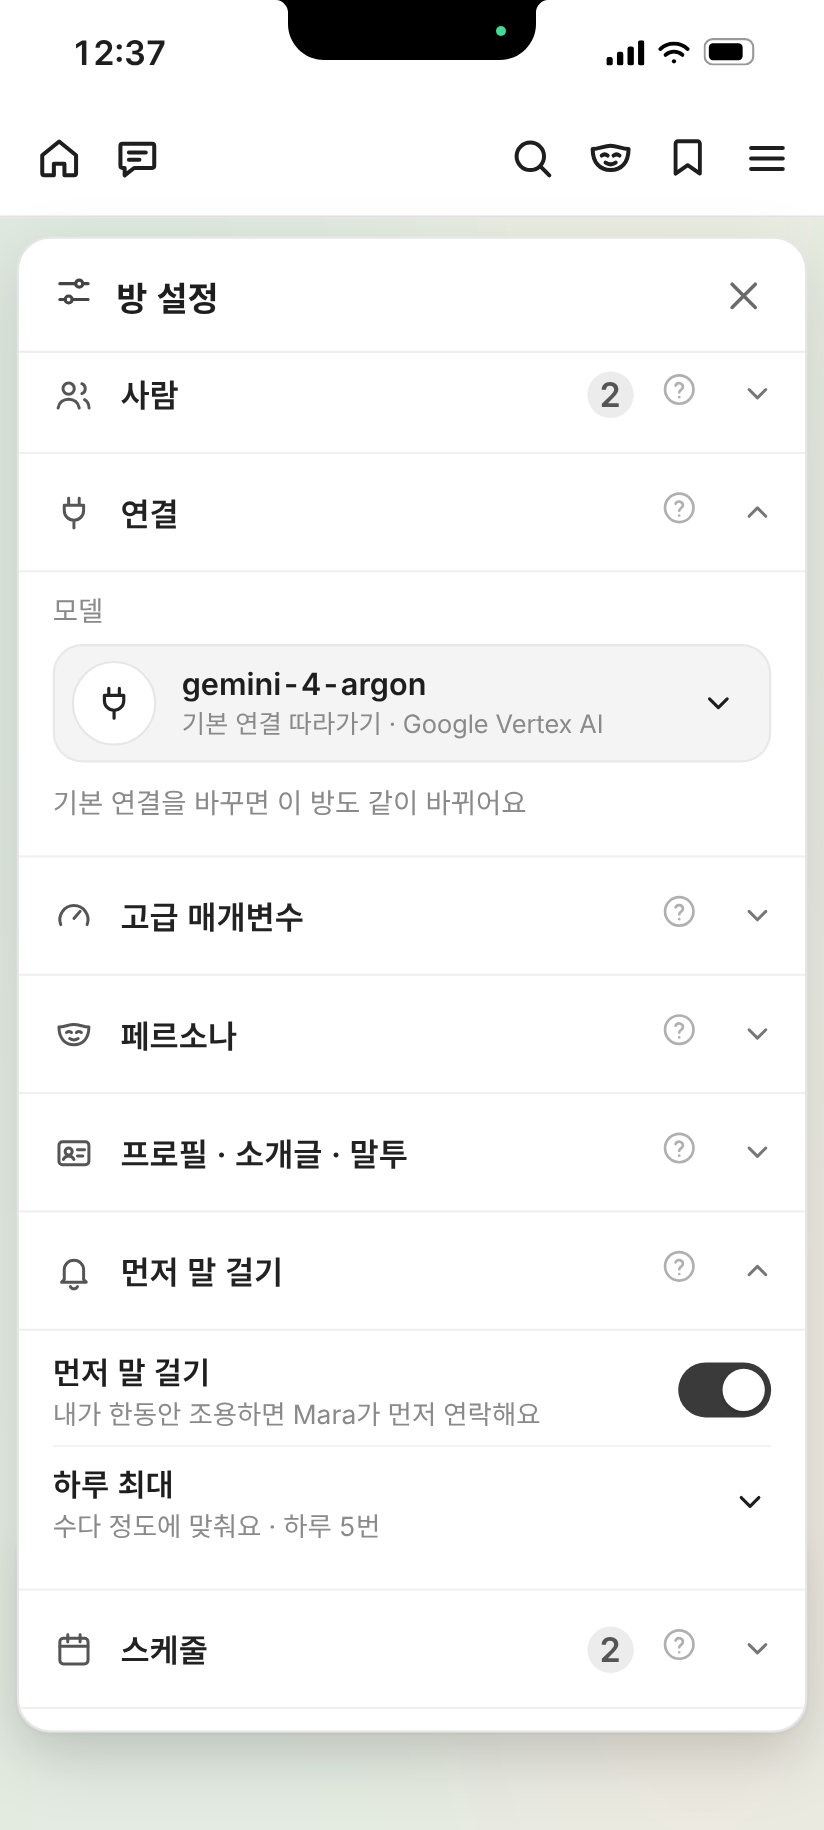 12:37
방 설정
사람 2
연결
모델
gemini-4-argon
기본 연결 따라가기 · Google Vertex AI
기본 연결을 바꾸면 이 방도 같이 바뀌어요
고급 매개변수
페르소나
프로필 · 소개글 · 말투
먼저 말 걸기
먼저 말 걸기
내가 한동안 조용하면 Mara가 먼저 연락해요
하루 최대
수다 정도에 맞춰요 · 하루 5번
스케줄 2